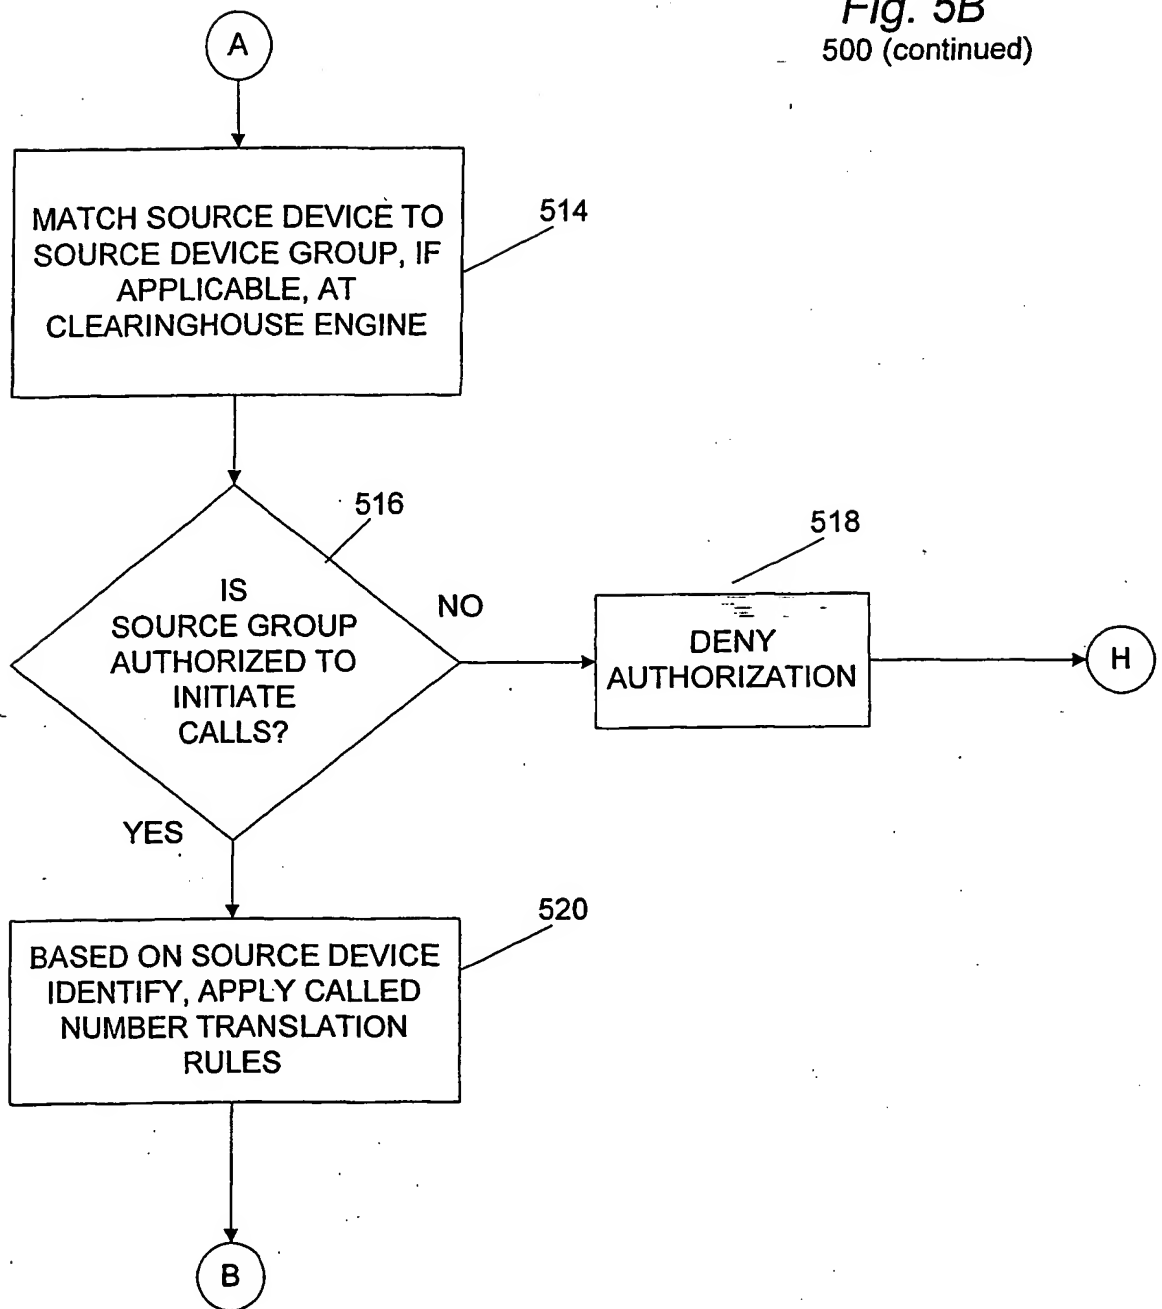 Fig. 5B
500 (continued)
A
MATCH SOURCE DEVICE TO
SOURCE DEVICE GROUP, IF
APPLICABLE, AT
CLEARINGHOUSE ENGINE
514
516
IS
SOURCE GROUP
AUTHORIZED TO
INITIATE
CALLS?
NO
518
DENY
AUTHORIZATION
H
YES
520
BASED ON SOURCE DEVICE
IDENTIFY, APPLY CALLED
NUMBER TRANSLATION
RULES
B